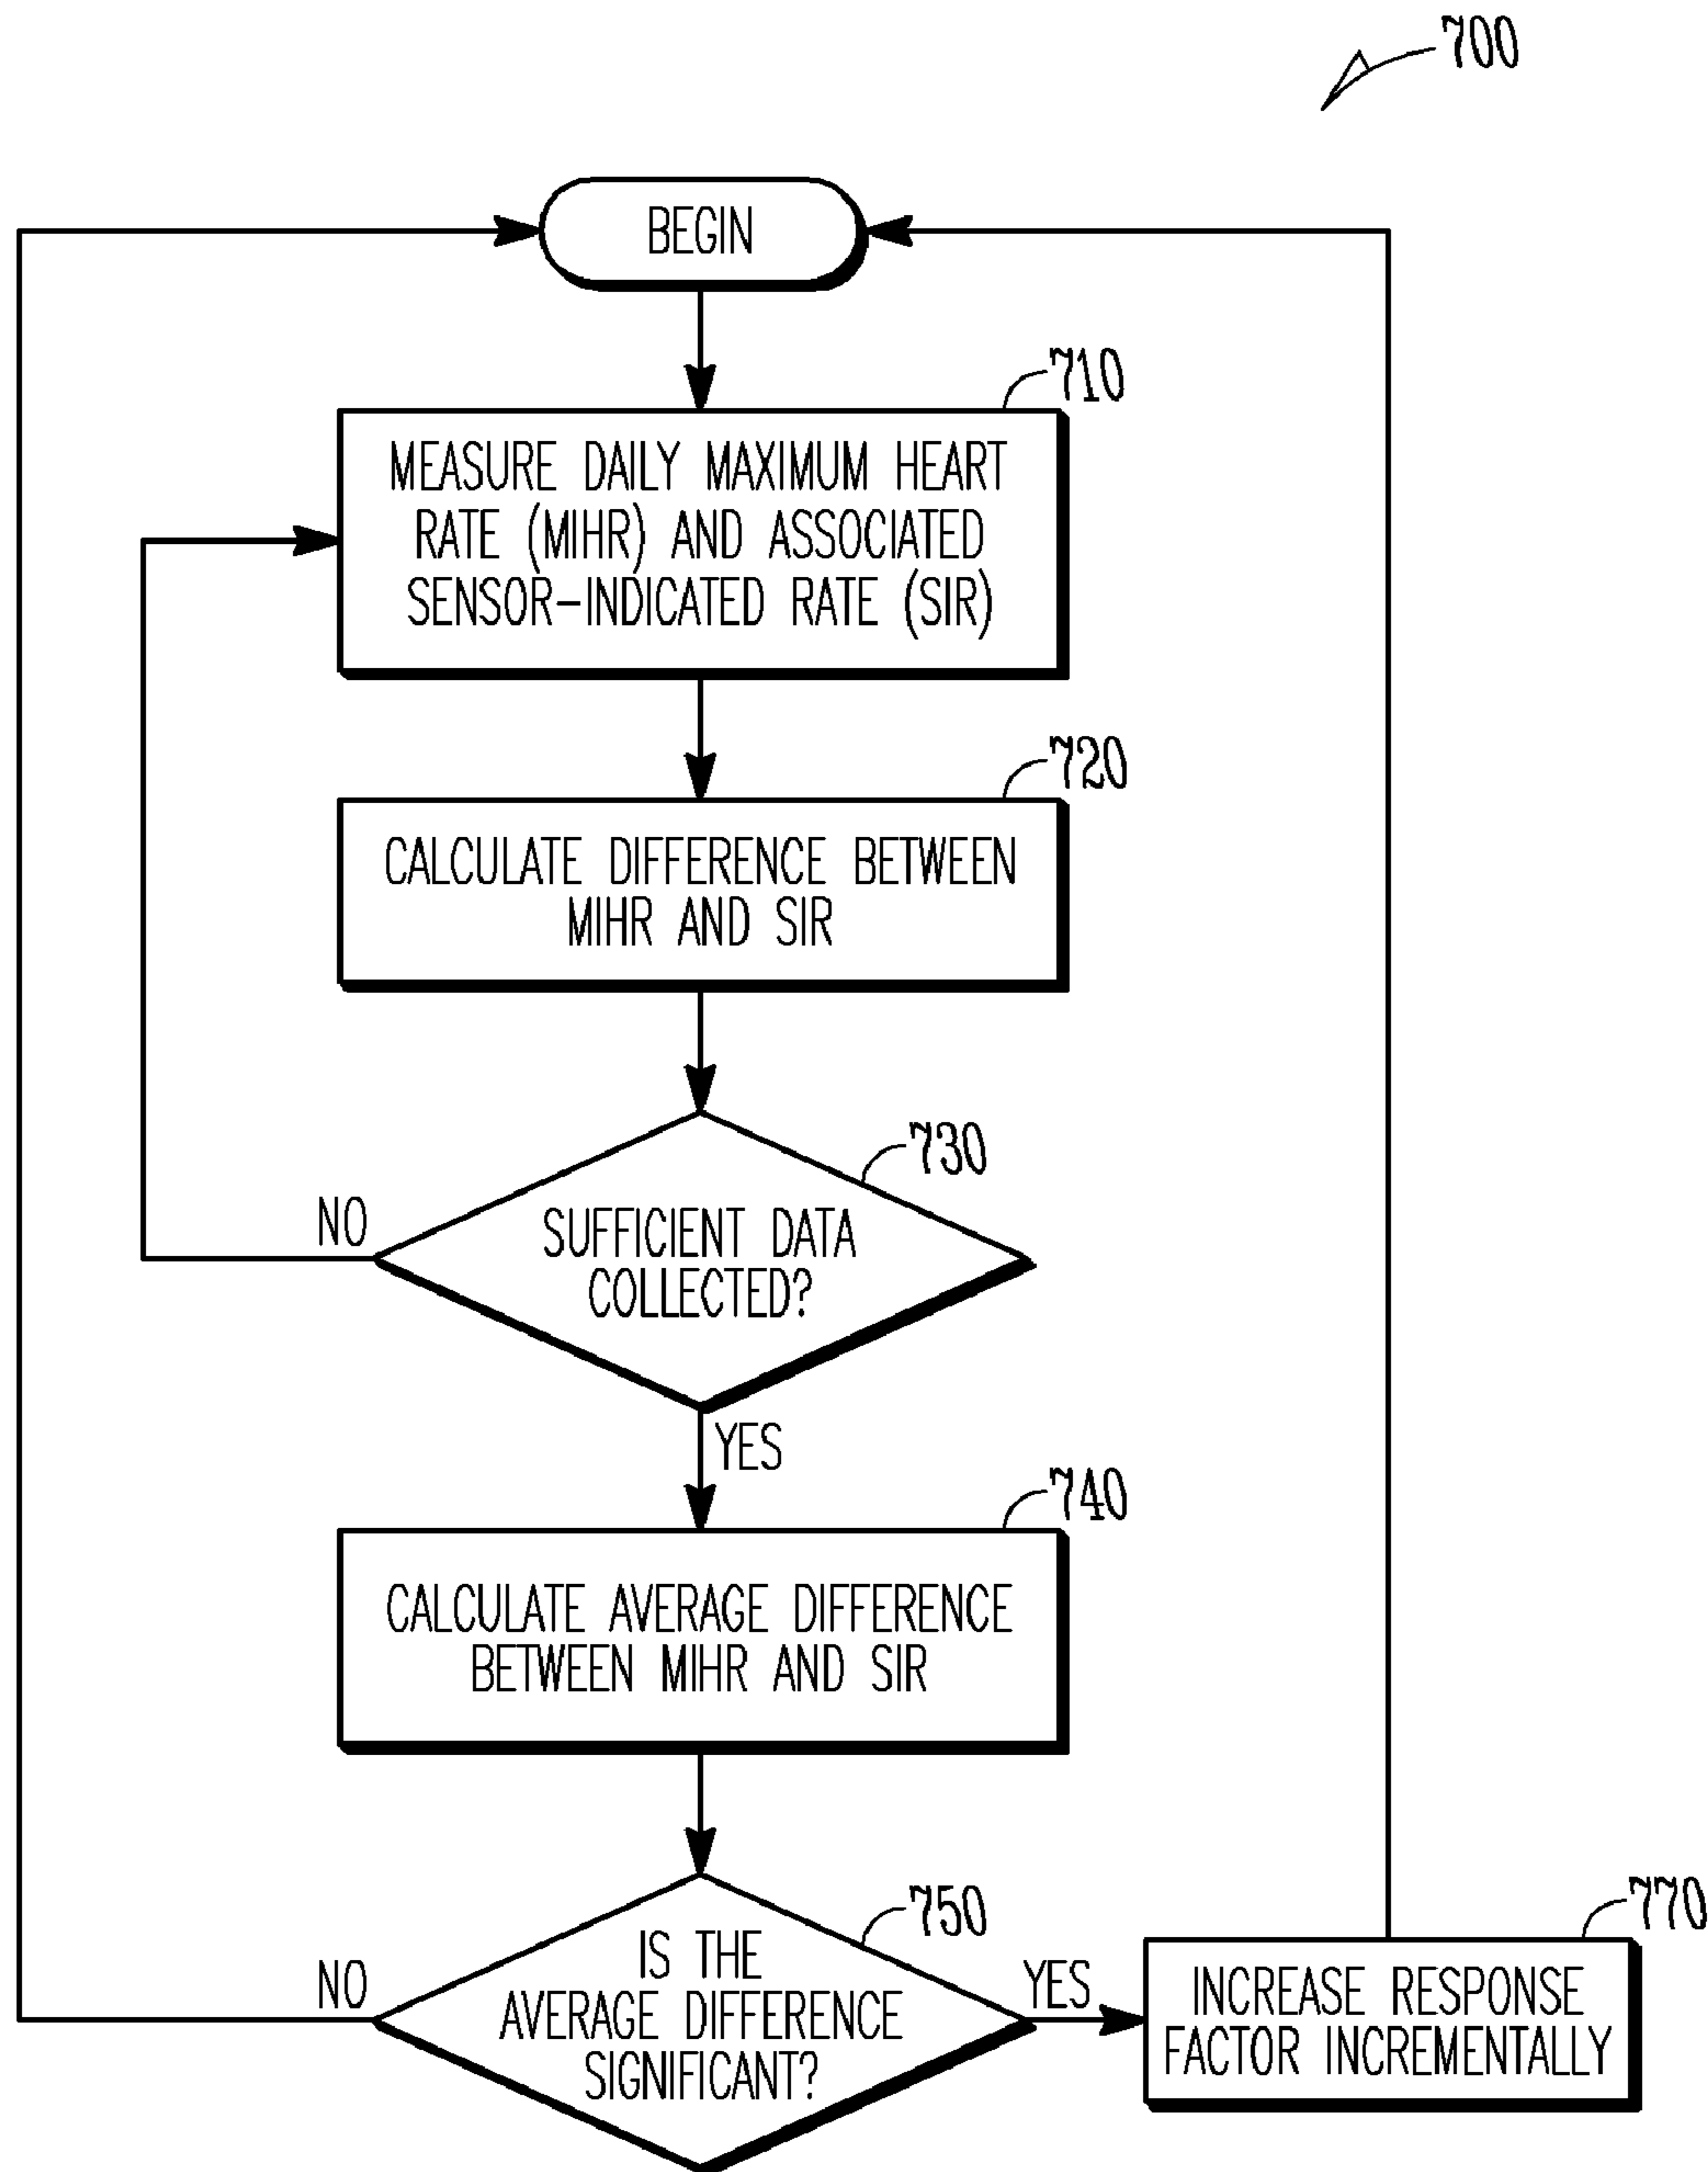 700
BEGIN
710
MEASURE DAILY MAXIMUM HEART
RATE (MIHR) AND ASSOCIATED
SENSOR-INDICATED RATE (SIR)
720
CALCULATE DIFFERENCE BETWEEN
MIHR AND SIR
730
NO
SUFFICIENT DATA
COLLECTED?
YES
740
CALCULATE AVERAGE DIFFERENCE
BETWEEN MIHR AND SIR
750
NO
IS THE
AVERAGE DIFFERENCE
SIGNIFICANT?
YES
770
INCREASE RESPONSE
FACTOR INCREMENTALLY